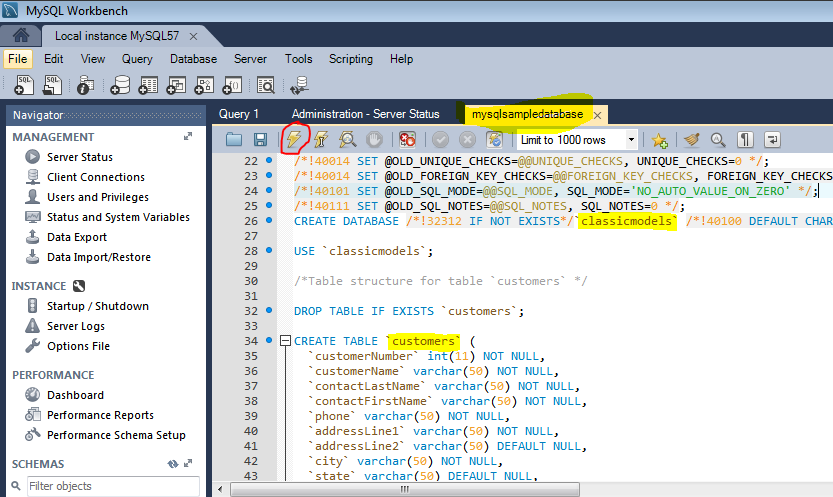 MySQL Workbench
Local instance MySQL57 ×
File Edit View Query Database Server Tools Scripting Help
Navigator
MANAGEMENT
Server Status
Client Connections
Users and Privileges
Status and System Variables
Data Export
Data Import/Restore
INSTANCE
Startup / Shutdown
Server Logs
Options File
PERFORMANCE
Dashboard
Performance Reports
Performance Schema Setup
SCHEMAS
Filter objects
Query 1 Administration - Server Status mysqlsampledatabase ×
Limit to 1000 rows
22 /*!40014 SET @OLD_UNIQUE_CHECKS=@@UNIQUE_CHECKS, UNIQUE_CHECKS=0 */;
23 /*!40014 SET @OLD_FOREIGN_KEY_CHECKS=@@FOREIGN_KEY_CHECKS, FOREIGN_KEY_CHECKS
24 /*!40101 SET @OLD_SQL_MODE=@@SQL_MODE, SQL_MODE='NO_AUTO_VALUE_ON_ZERO' */;
25 /*!40111 SET @OLD_SQL_NOTES=@@SQL_NOTES, SQL_NOTES=0 */;
26 CREATE DATABASE /*!32312 IF NOT EXISTS*/`classicmodels` /*!40100 DEFAULT CHAR
27
28 USE `classicmodels`;
29
30 /*Table structure for table `customers` */
31
32 DROP TABLE IF EXISTS `customers`;
33
34 CREATE TABLE `customers` (
35 `customerNumber` int(11) NOT NULL,
36 `customerName` varchar(50) NOT NULL,
37 `contactLastName` varchar(50) NOT NULL,
38 `contactFirstName` varchar(50) NOT NULL,
39 `phone` varchar(50) NOT NULL,
40 `addressLine1` varchar(50) NOT NULL,
41 `addressLine2` varchar(50) DEFAULT NULL,
42 `city` varchar(50) NOT NULL,
43 `state` varchar(50) DEFAULT NULL,